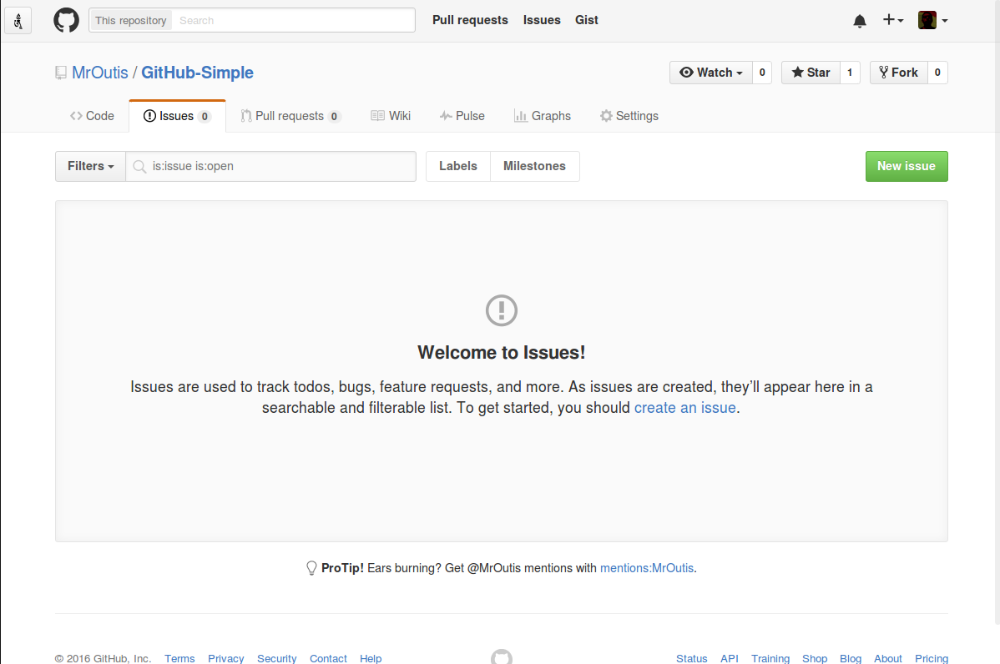 This repository Search Pull requests Issues Gist
MrOutis / GitHub-Simple Watch 0 Star 1 Fork 0
Code Issues 0 Pull requests 0 Wiki Pulse Graphs Settings
Filters is:issue is:open Labels Milestones New issue
Welcome to Issues!
Issues are used to track todos, bugs, feature requests, and more. As issues are created, they’ll appear here in a
searchable and filterable list. To get started, you should create an issue.
ProTip! Ears burning? Get @MrOutis mentions with mentions:MrOutis.
© 2016 GitHub, Inc. Terms Privacy Security Contact Help Status API Training Shop Blog About Pricing